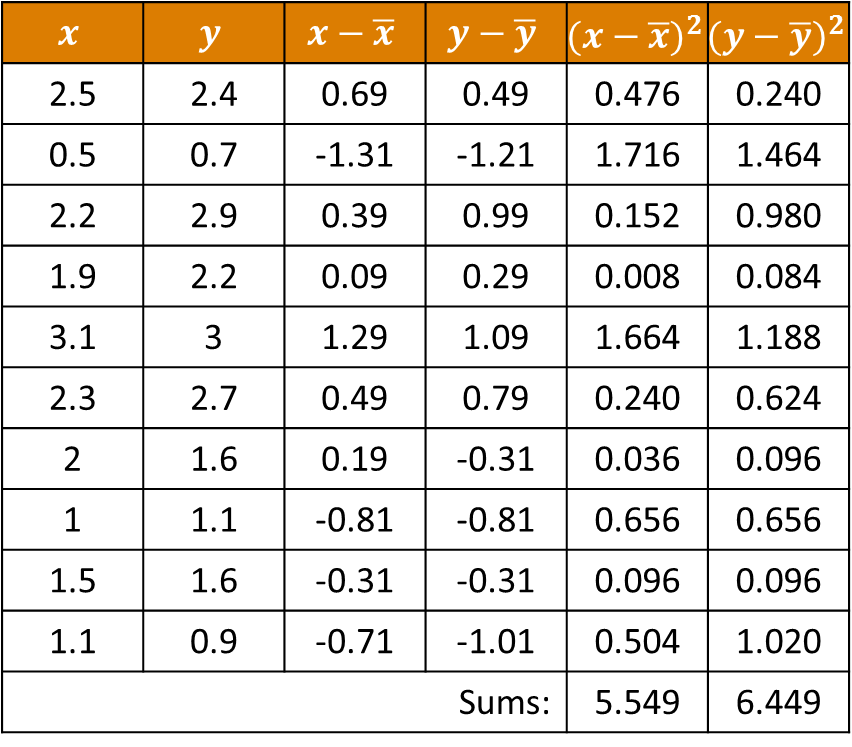 x y x − x̅ y − y̅ (x − x̅)² (y − y̅)²
2.5 2.4 0.69 0.49 0.476 0.240
0.5 0.7 -1.31 -1.21 1.716 1.464
2.2 2.9 0.39 0.99 0.152 0.980
1.9 2.2 0.09 0.29 0.008 0.084
3.1 3 1.29 1.09 1.664 1.188
2.3 2.7 0.49 0.79 0.240 0.624
2 1.6 0.19 -0.31 0.036 0.096
1 1.1 -0.81 -0.81 0.656 0.656
1.5 1.6 -0.31 -0.31 0.096 0.096
1.1 0.9 -0.71 -1.01 0.504 1.020
Sums: 5.549 6.449